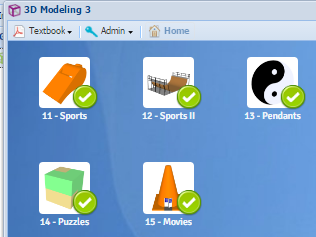 3D Modeling 3
Textbook Admin Home
11 - Sports 12 - Sports II 13 - Pendants
14 - Puzzles 15 - Movies